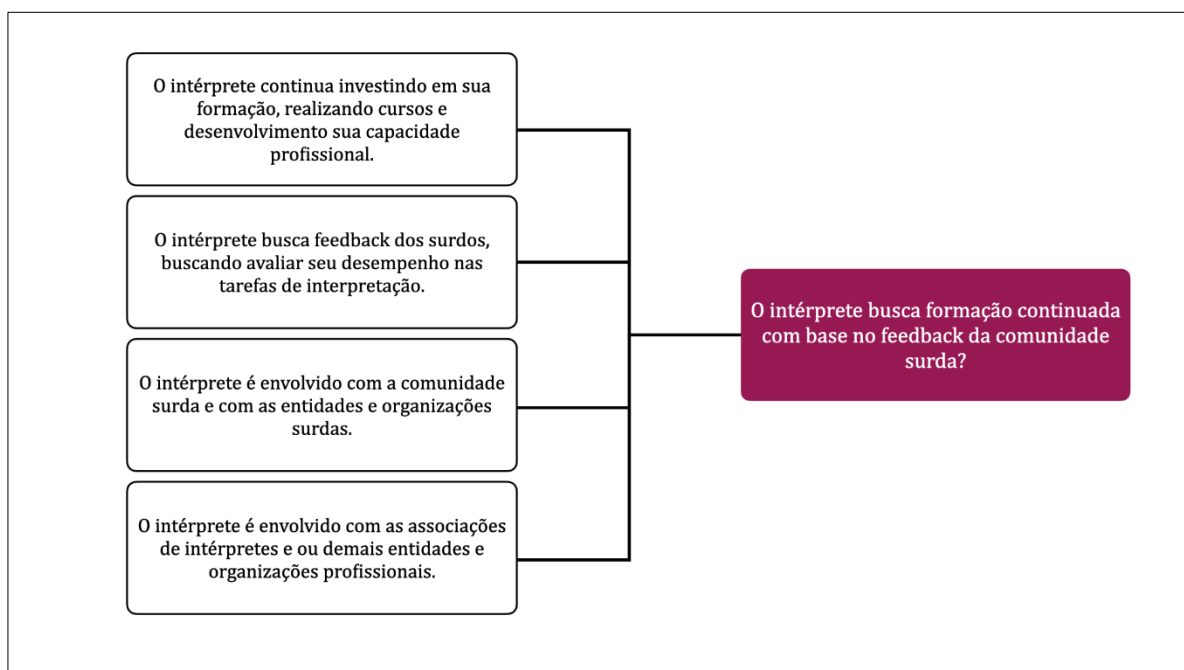 O intérprete continua investindo em sua
formação, realizando cursos e
desenvolvimento sua capacidade
profissional.
O intérprete busca feedback dos surdos,
buscando avaliar seu desempenho nas
tarefas de interpretação.
O intérprete é envolvido com a comunidade
surda e com as entidades e organizações
surdas.
O intérprete é envolvido com as associações
de intérpretes e ou demais entidades e
organizações profissionais.
O intérprete busca formação continuada
com base no feedback da comunidade
surda?